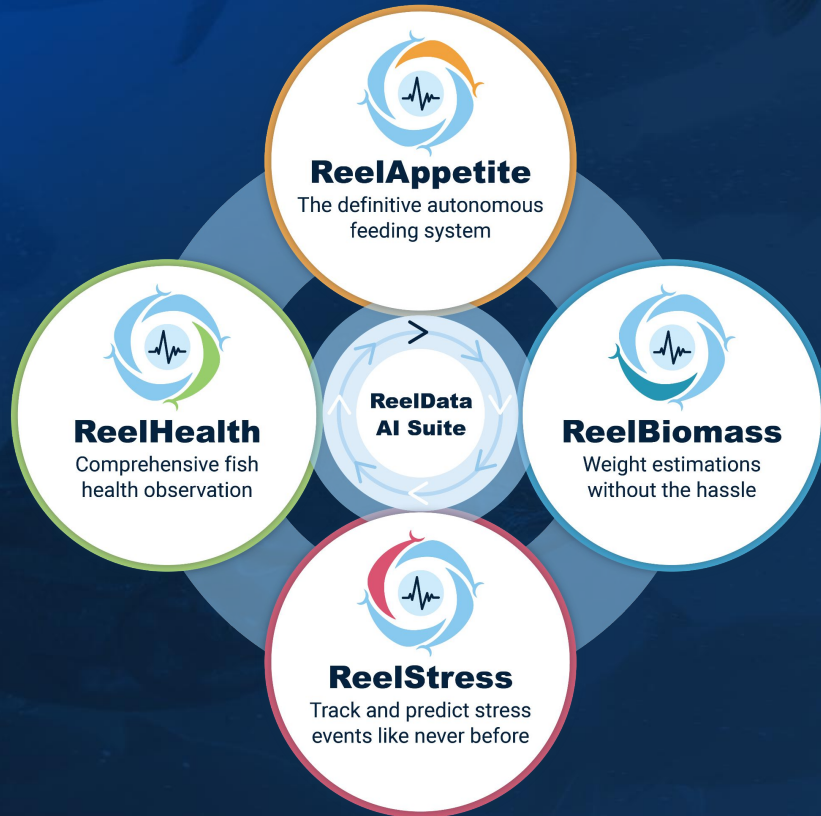 ReelAppetite
The definitive autonomous
feeding system
ReelHealth
Comprehensive fish
health observation
ReelData
AI Suite
ReelBiomass
Weight estimations
without the hassle
ReelStress
Track and predict stress
events like never before